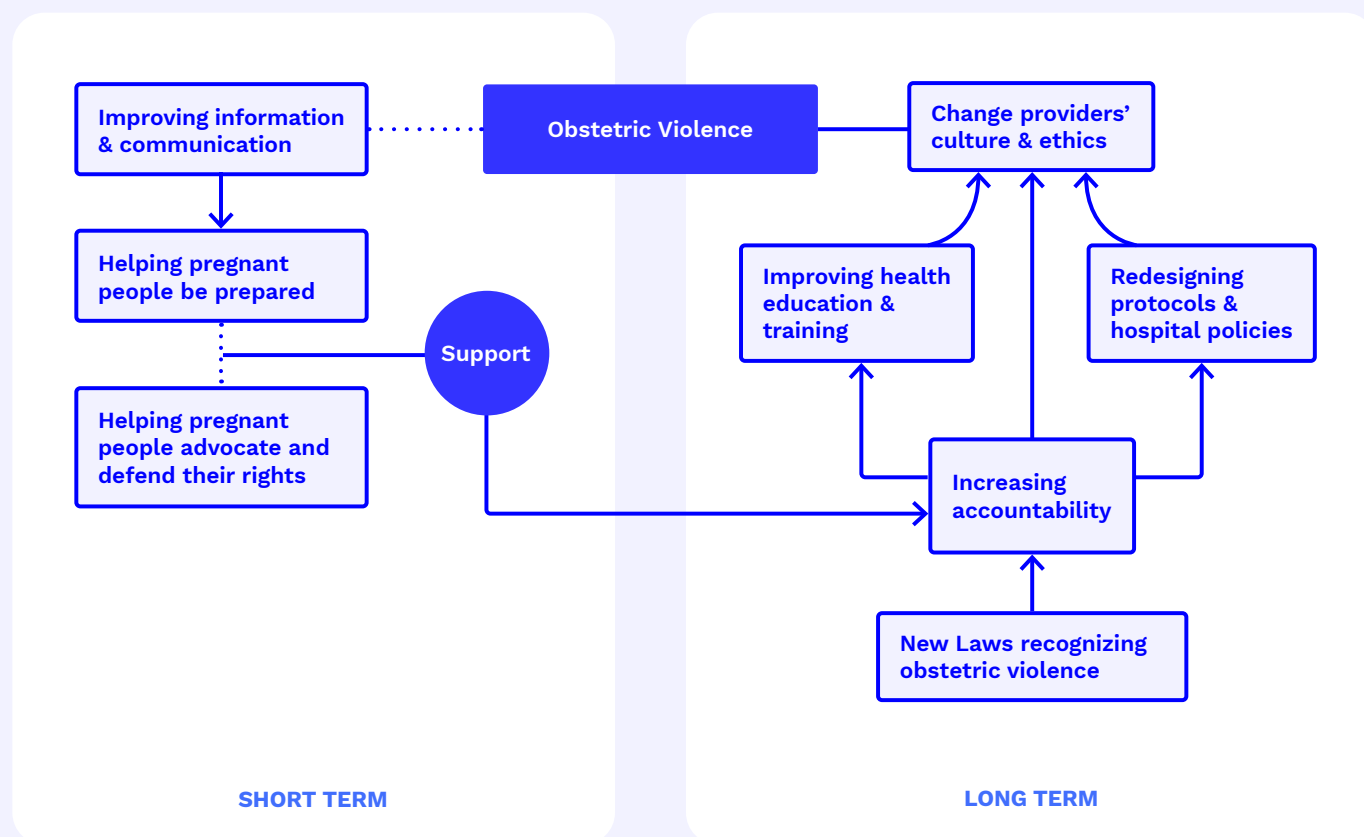 Improving information
& communication
Helping pregnant
people be prepared
Helping pregnant
people advocate and
defend their rights
Support
SHORT TERM
Obstetric Violence
Change providers’
culture & ethics
Improving health
education &
training
Redesigning
protocols &
hospital policies
Increasing
accountability
New Laws recognizing
obstetric violence
LONG TERM